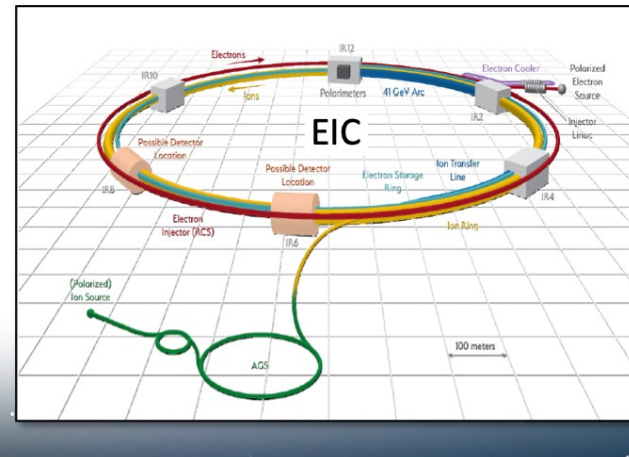 Electrons
IR12
IR10
Ions
Polarimeters
41 GeV Arc
Electron Cooler
Polarized
Electron
Source
IR2
Injector
Linac
EIC
Possible Detector
Location
Possible Detector
Location
Electron Storage
Ring
Ion Transfer
Line
IR8
IR4
Electron
Injector (RCS)
IR6
Ion Ring
(Polarized)
Ion Source
AGS
100 meters